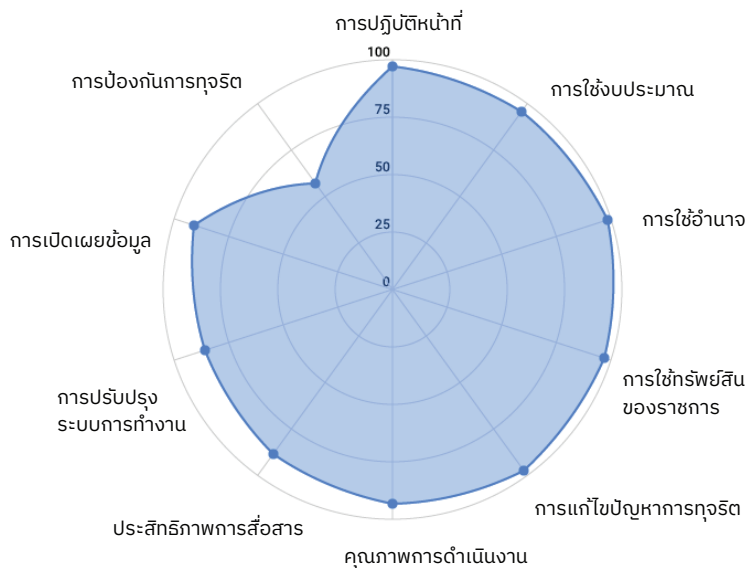 การปฏิบัติหน้าที่
100
การป้องกันการทุจริต
การใช้งบประมาณ
75
50
การใช้อำนาจ
การเปิดเผยข้อมูล
25
0
การใช้ทรัพย์สิน
ของราชการ
การปรับปรุง
ระบบการทำงาน
การแก้ไขปัญหาการทุจริต
ประสิทธิภาพการสื่อสาร
คุณภาพการดำเนินงาน